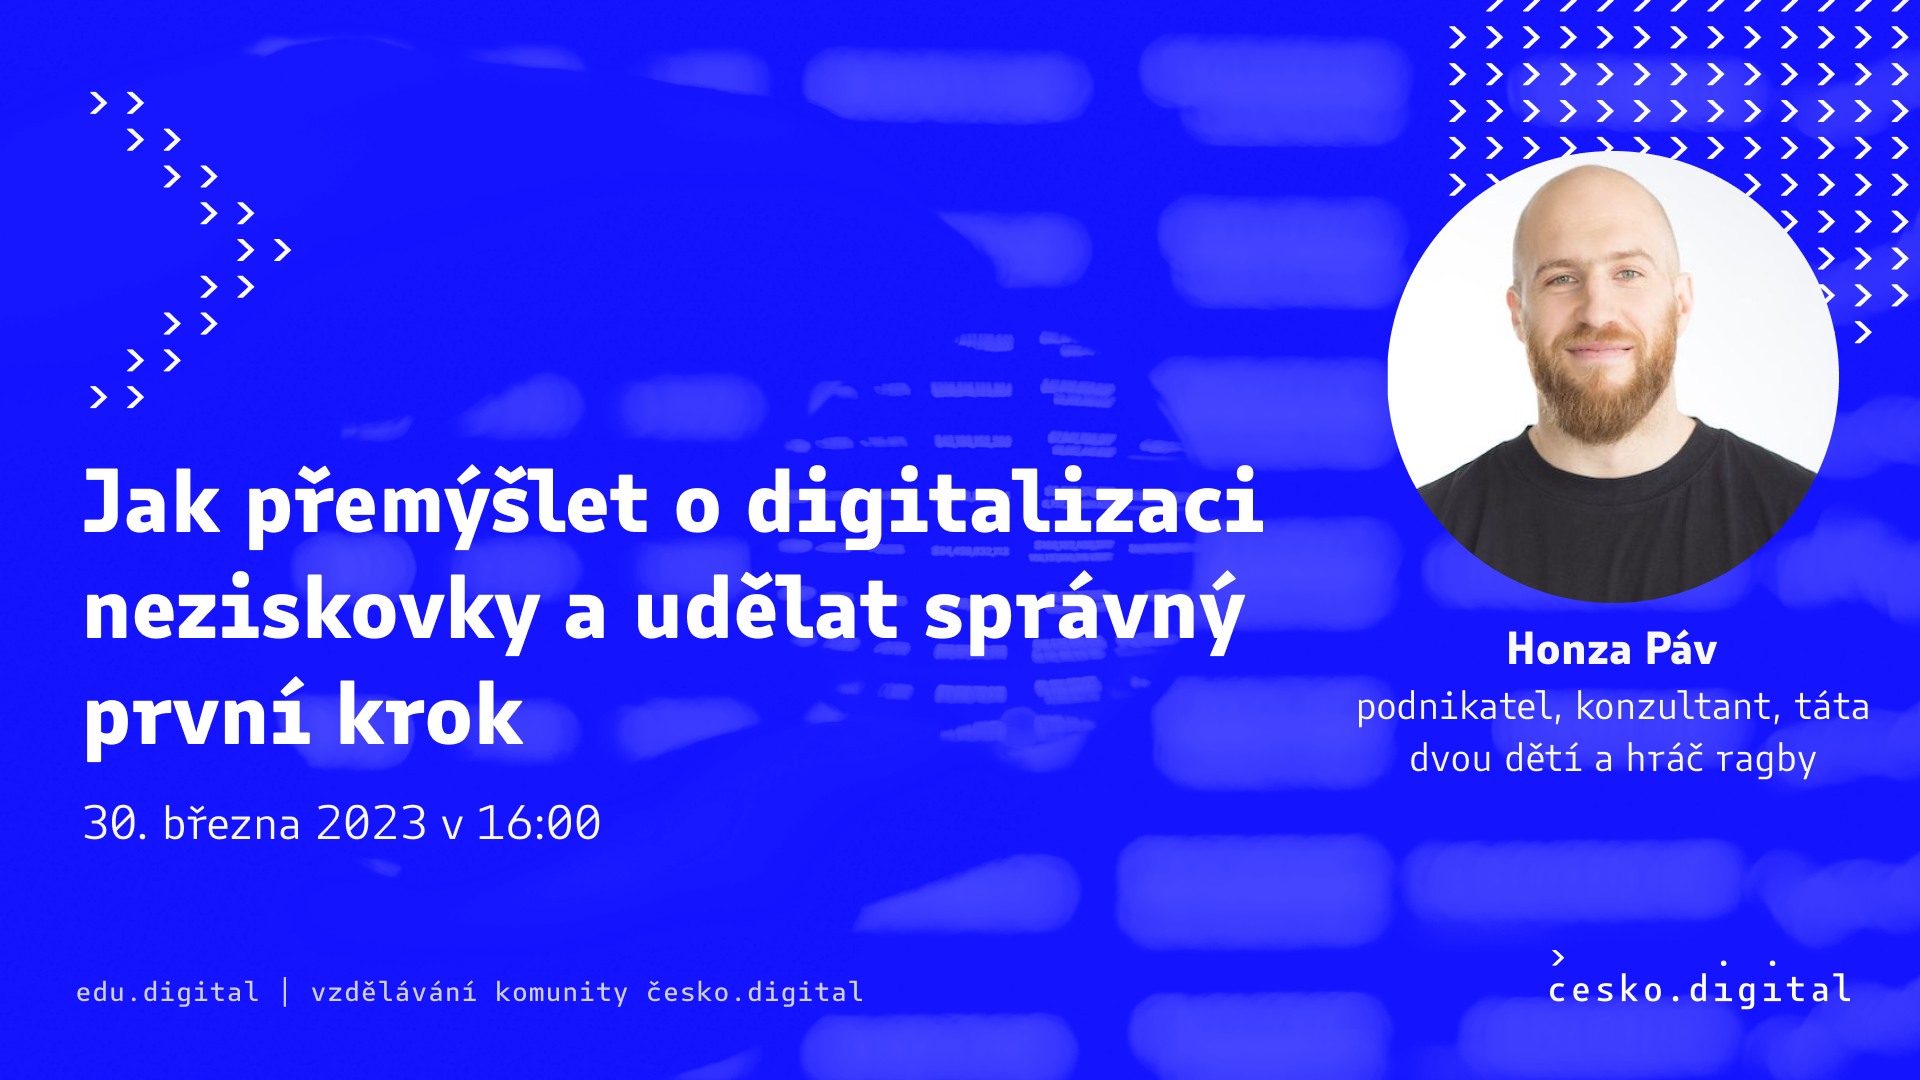 Jak přemýšlet o digitalizaci
neziskovky a udělat správný
první krok
30. března 2023 v 16:00
Honza Páv
podnikatel, konzultant, táta
dvou dětí a hráč ragby
edu.digital | vzdělávání komunity česko.digital
česko.digital